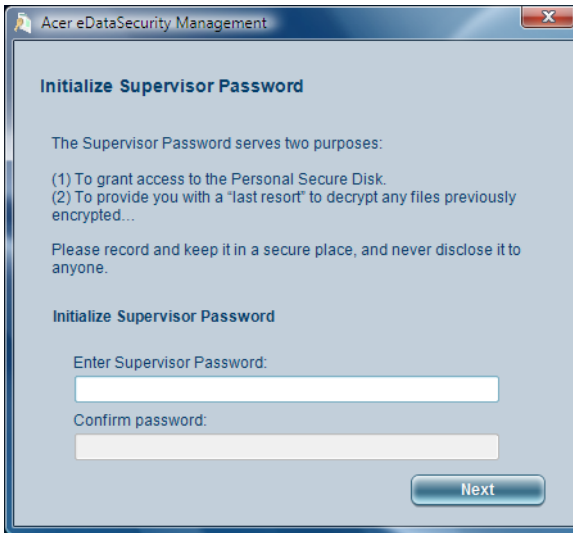 Acer eDataSecurity Management
Initialize Supervisor Password
The Supervisor Password serves two purposes:
(1) To grant access to the Personal Secure Disk.
(2) To provide you with a “last resort” to decrypt any files previously
encrypted...
Please record and keep it in a secure place, and never disclose it to
anyone.
Initialize Supervisor Password
Enter Supervisor Password:
Confirm password:
Next